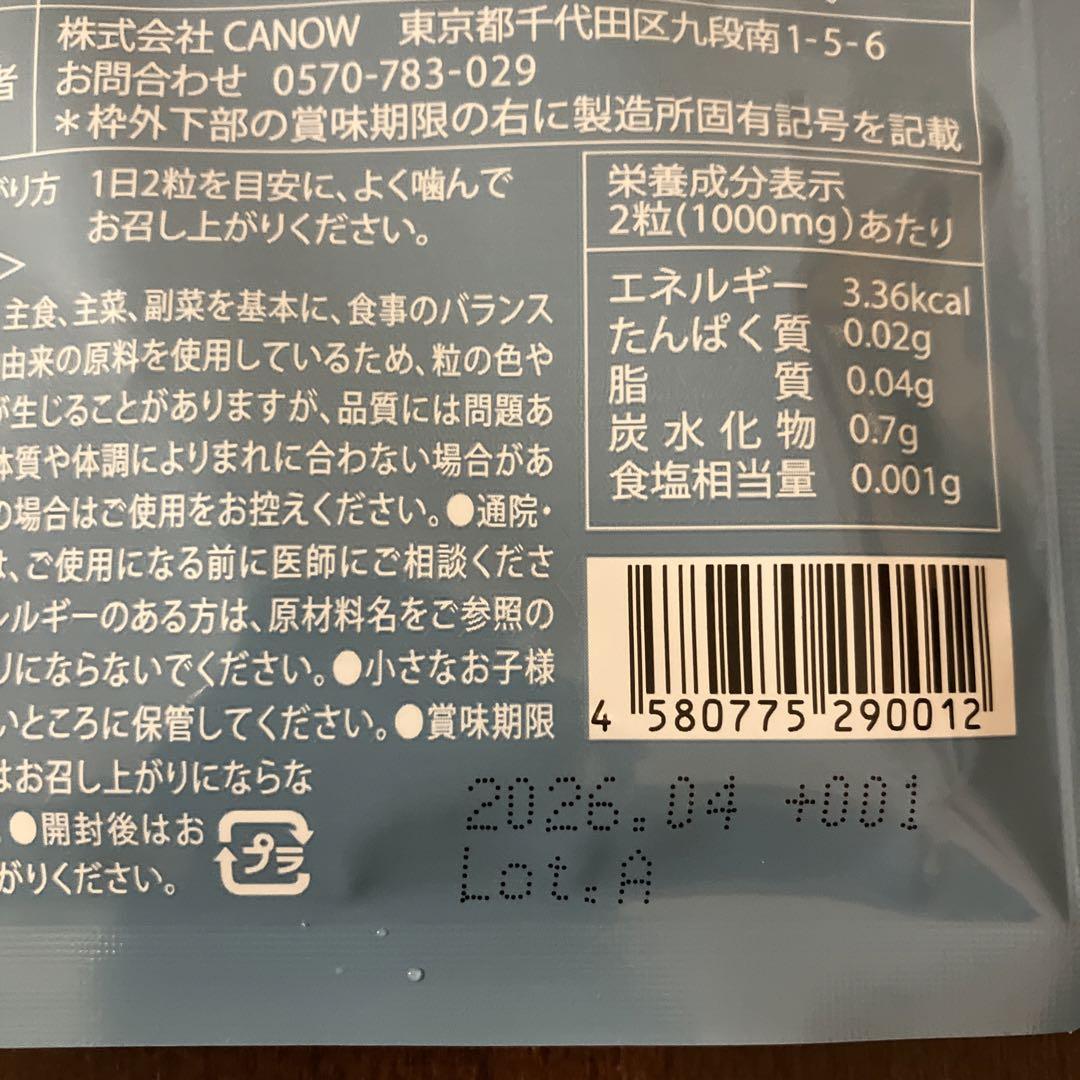 株式会社 CANOW 東京都千代田区九段南1-5-6
者 お問合わせ 0570-783-029
＊枠外下部の賞味期限の右に製造所固有記号を記載
がり方 1日2粒を目安に、よく噛んで
お召し上がりください。
>
主食、主菜、副菜を基本に、食事のバランス
由来の原料を使用しているため、粒の色や
が生じることがありますが、品質には問題あ
体質や体調によりまれに合わない場合があ
の場合はご使用をお控えください。●通院・
は、ご使用になる前に医師にご相談くださ
レルギーのある方は、原材料名をご参照の
りにならないでください。●小さなお子様
いところに保管してください。●賞味期限
はお召し上がりにならな
●開封後はお
がりください。
プラ
栄養成分表示
2粒(1000mg)あたり
エネルギー 3.36kcal
たんぱく質 0.02g
脂質 0.04g
炭水化物 0.7g
食塩相当量 0.001g
4 580775 290012
2026.04 +001
Lot.A